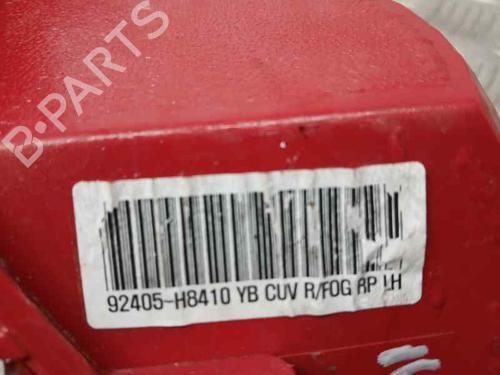 B-PARTS
92405-H8410 YB CUV R/FOG RP LH